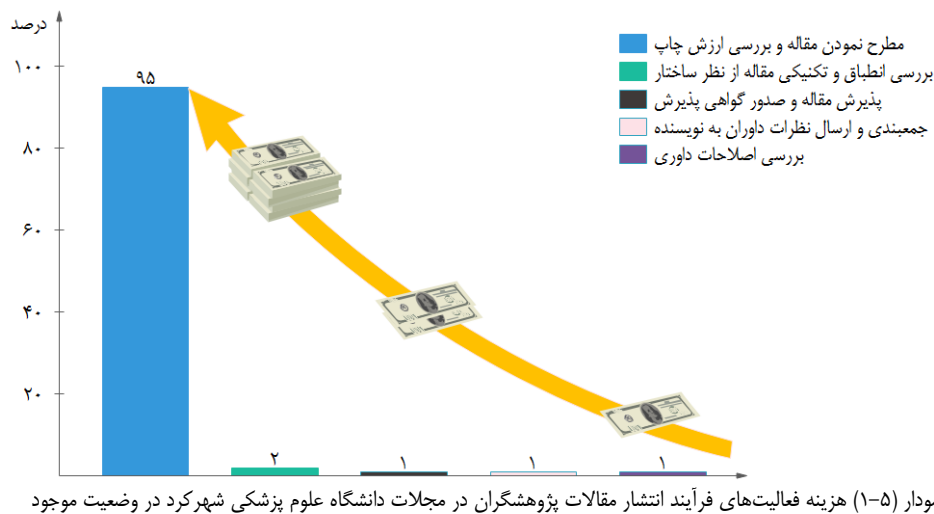 درصد
۱۰۰
۸۰
۶۰
۴۰
۲۰
۹۵
۲
۱
۱
۱
مطرح نمودن مقاله و بررسی ارزش چاپ
بررسی انطباق و تکنیکی مقاله از نظر ساختار
پذیرش مقاله و صدور گواهی پذیرش
جمعبندی و ارسال نظرات داوران به نویسنده
بررسی اصلاحات داوری
(۵-۱) هزینه فعالیت‌های فرآیند انتشار مقالات پژوهشگران در مجلات دانشگاه علوم پزشکی شهرکرد در وضعیت موجود